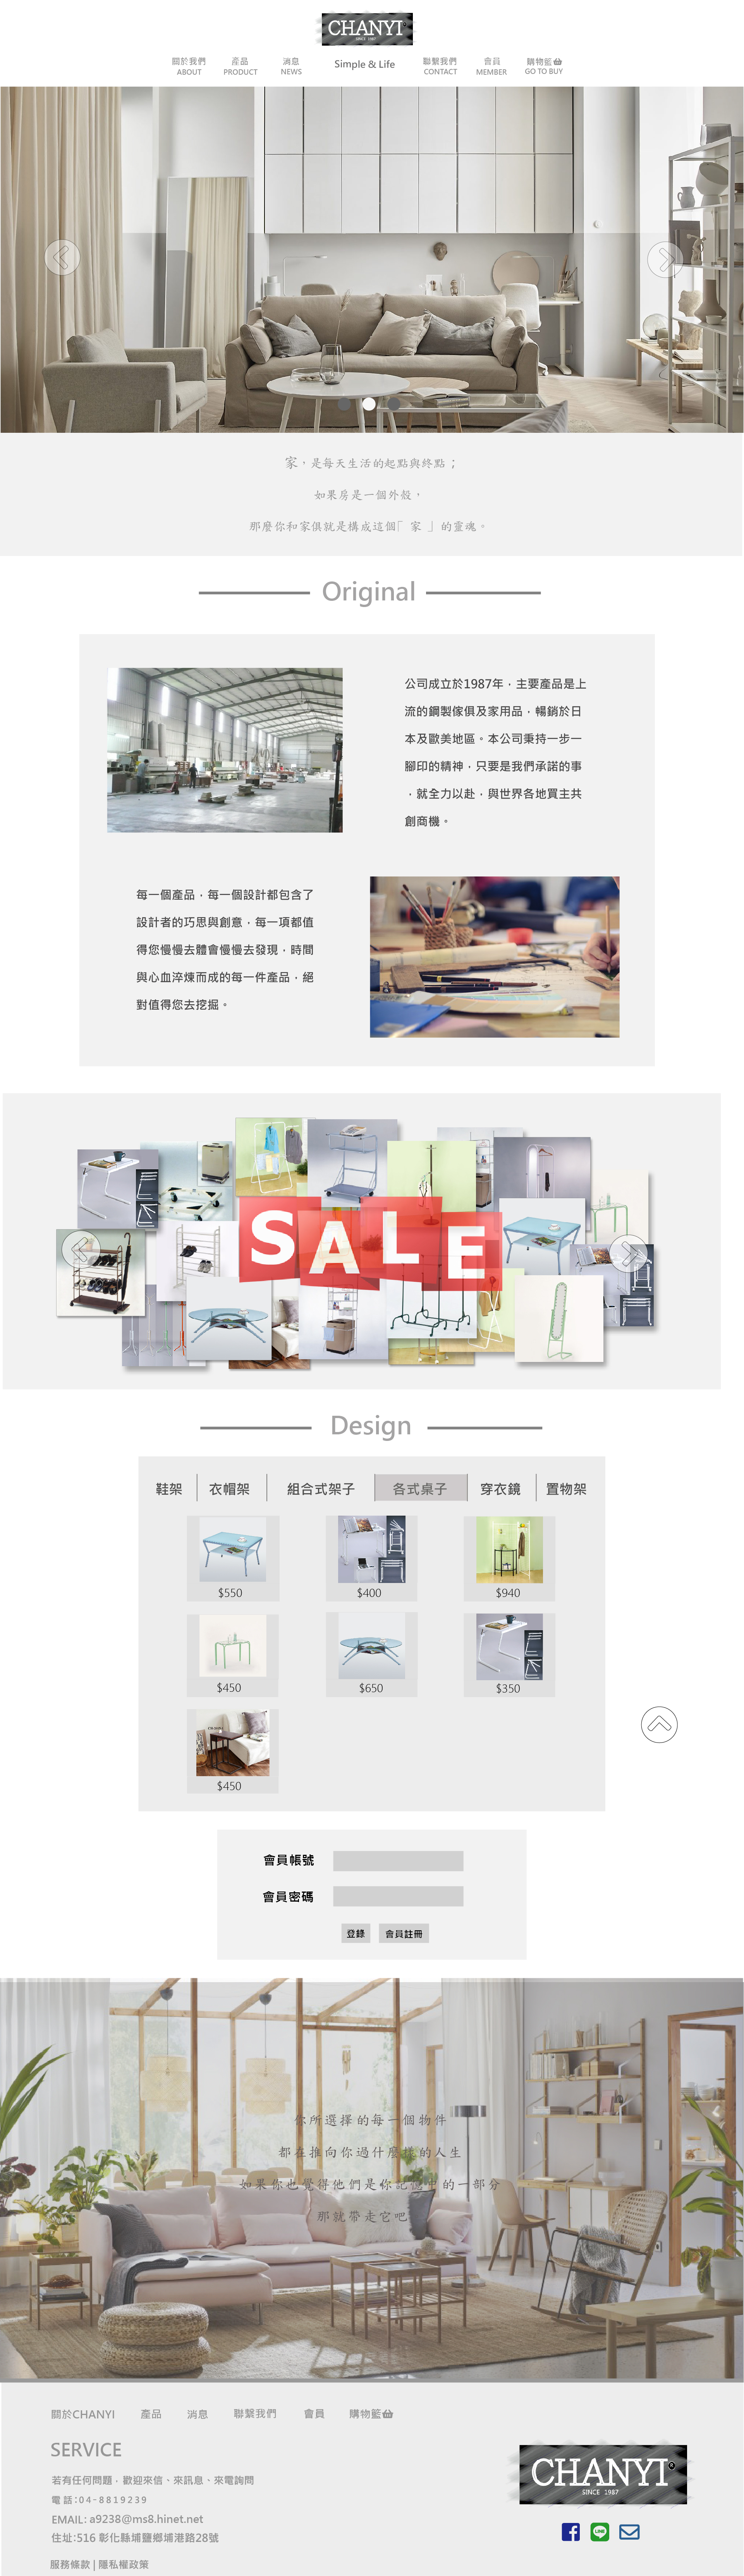 CHANYI
SINCE 1987
關於我們 產品 消息 Simple & Life 聯繫我們 會員 購物籃
ABOUT PRODUCT NEWS CONTACT MEMBER GO TO BUY
家，是每天生活的起點與終點；
如果房是一個外殼，
那麼你和家俱就是構成這個「 家 」的靈魂。
Original
公司成立於1987年，主要產品是上
流的鋼製傢俱及家用品，暢銷於日
本及歐美地區。本公司秉持一步一
腳印的精神，只要是我們承諾的事
，就全力以赴，與世界各地買主共
創商機。
每一個產品，每一個設計都包含了
設計者的巧思與創意，每一項都值
得您慢慢去體會慢慢去發現，時間
與心血淬煉而成的每一件產品，絕
對值得您去挖掘。
SALE
Design
鞋架 衣帽架 組合式架子 各式桌子 穿衣鏡 置物架
$550 $400 $940
$450 $650 $350
$450
會員帳號
會員密碼
登錄 會員註冊
你所選擇的每一個物件
都在推向你過什麼樣的人生
如果你也覺得他們是你記憶中的一部分
那就帶走它吧
關於CHANYI 產品 消息 聯繫我們 會員 購物籃
SERVICE
若有任何問題，歡迎來信、來訊息、來電詢問
電話:04-8819239
EMAIL: a9238@ms8.hinet.net
住址:516 彰化縣埔鹽鄉埔港路28號
服務條款 | 隱私權政策
CHANYI
SINCE 1987
LINE